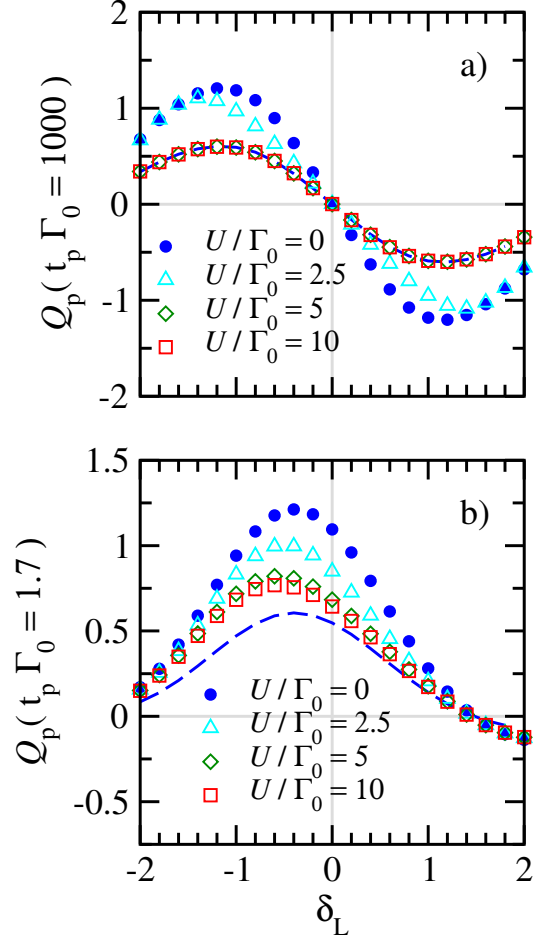 a)
Q_p( t_p Γ_0 = 1000)
2
1
0
-1
-2
U / Γ_0 = 0
U / Γ_0 = 2.5
U / Γ_0 = 5
U / Γ_0 = 10
b)
Q_p( t_p Γ_0 = 1.7)
1.5
1
0.5
0
-0.5
U / Γ_0 = 0
U / Γ_0 = 2.5
U / Γ_0 = 5
U / Γ_0 = 10
-2 -1 0 1 2
δ_L